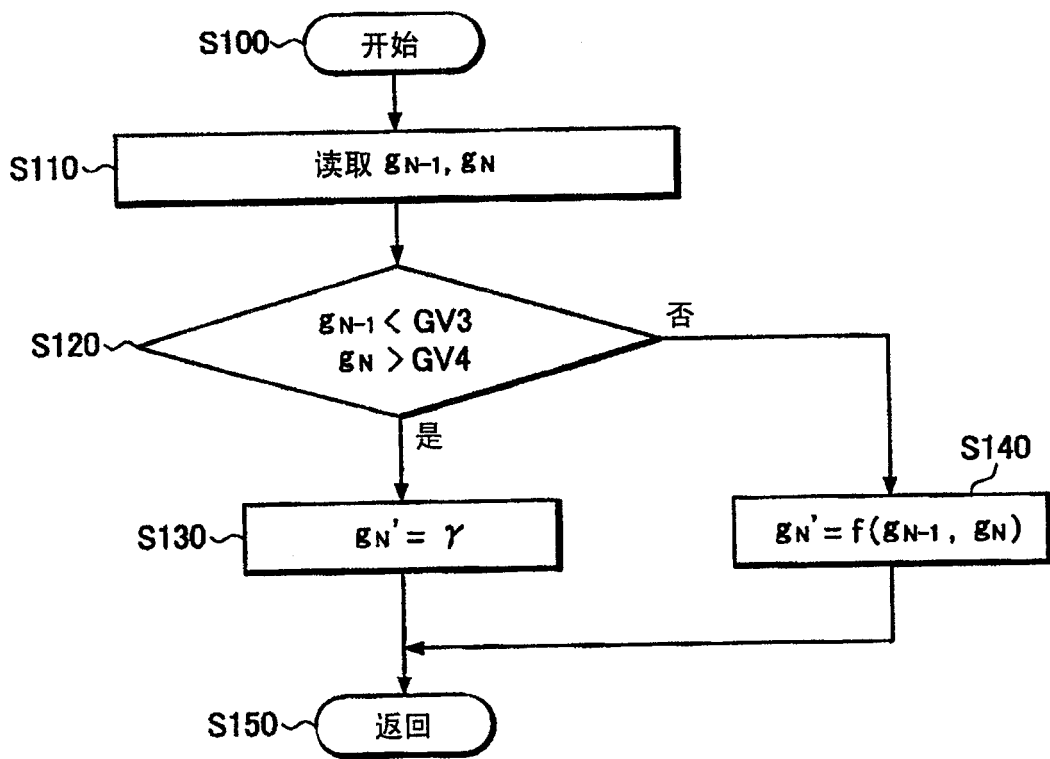 S100
开始
S110
读取 gN-1, gN
S120
gN-1 < GV3
gN > GV4
否
是
S130
gN' = γ
S140
gN' = f(gN-1, gN)
S150
返回